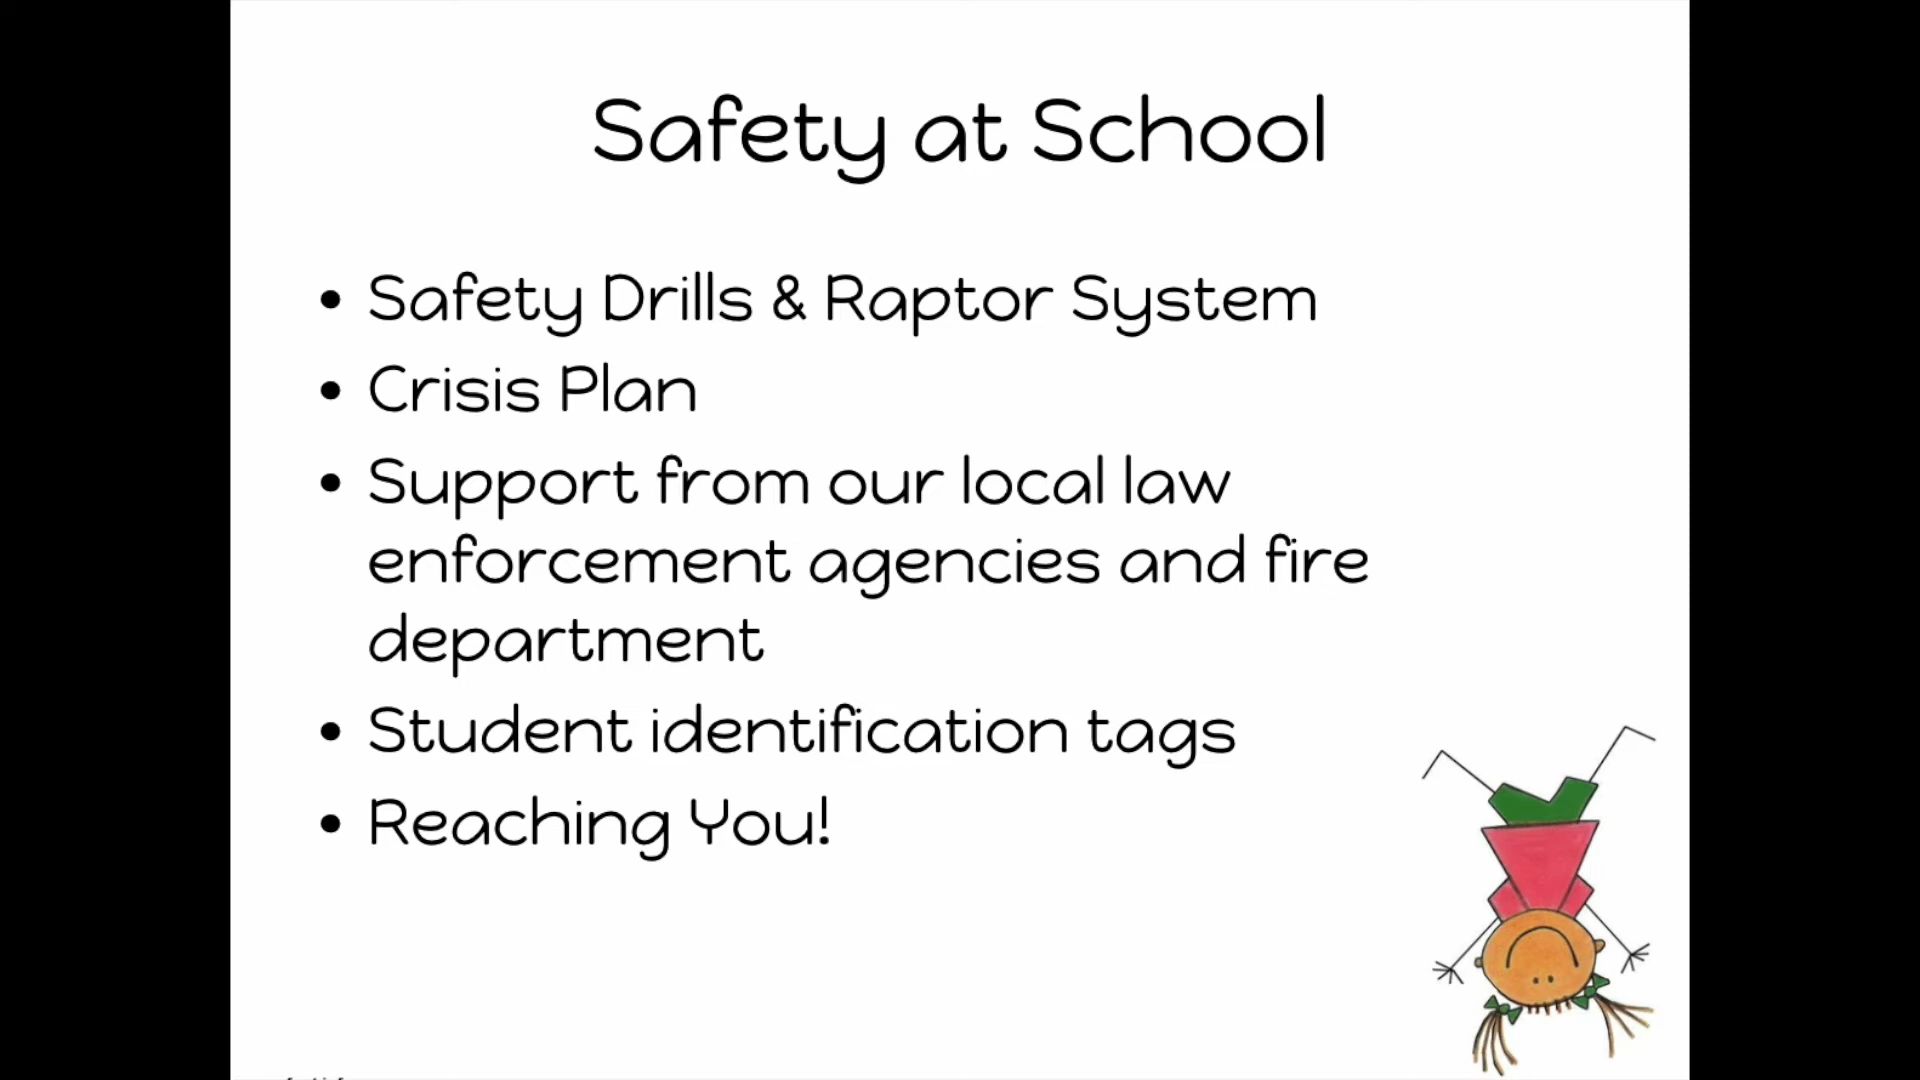 Safety at School
• Safety Drills & Raptor System
• Crisis Plan
• Support from our local law
enforcement agencies and fire
department
• Student identification tags
• Reaching You!